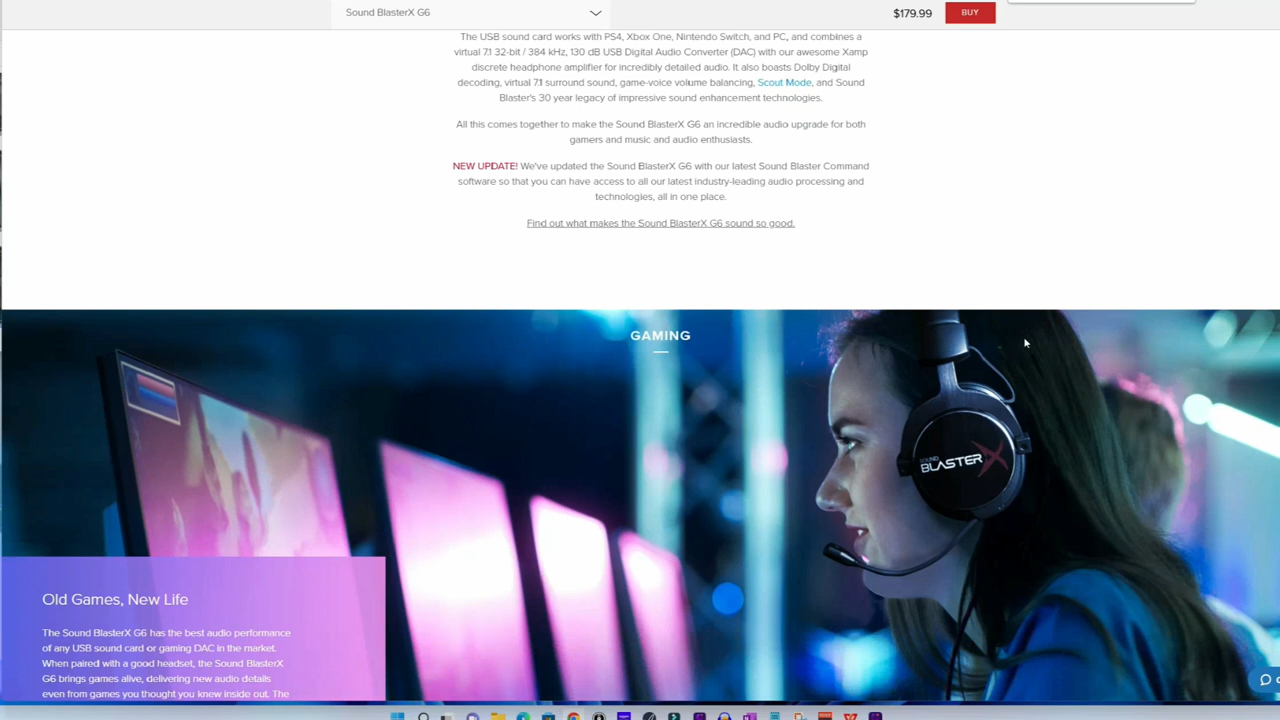 Sound BlasterX G6
$179.99
BUY
The USB sound card works with PS4, Xbox One, Nintendo Switch, and PC, and combines a
virtual 7.1 32-bit / 384 kHz, 130 dB USB Digital Audio Converter (DAC) with our awesome Xamp
discrete headphone amplifier for incredibly detailed audio. It also boasts Dolby Digital
decoding, virtual 7.1 surround sound, game-voice volume balancing, Scout Mode, and Sound
Blaster's 30 year legacy of impressive sound enhancement technologies.
All this comes together to make the Sound BlasterX G6 an incredible audio upgrade for both
gamers and music and audio enthusiasts.
NEW UPDATE! We've updated the Sound BlasterX G6 with our latest Sound Blaster Command
software so that you can have access to all our latest industry-leading audio processing and
technologies, all in one place.
Find out what makes the Sound BlasterX G6 sound so good.
GAMING
SOUND
BLASTERX
Old Games, New Life
The Sound BlasterX G6 has the best audio performance
of any USB sound card or gaming DAC in the market.
When paired with a good headset, the Sound BlasterX
G6 brings games alive, delivering new audio details
even from games you thought you knew inside out. The